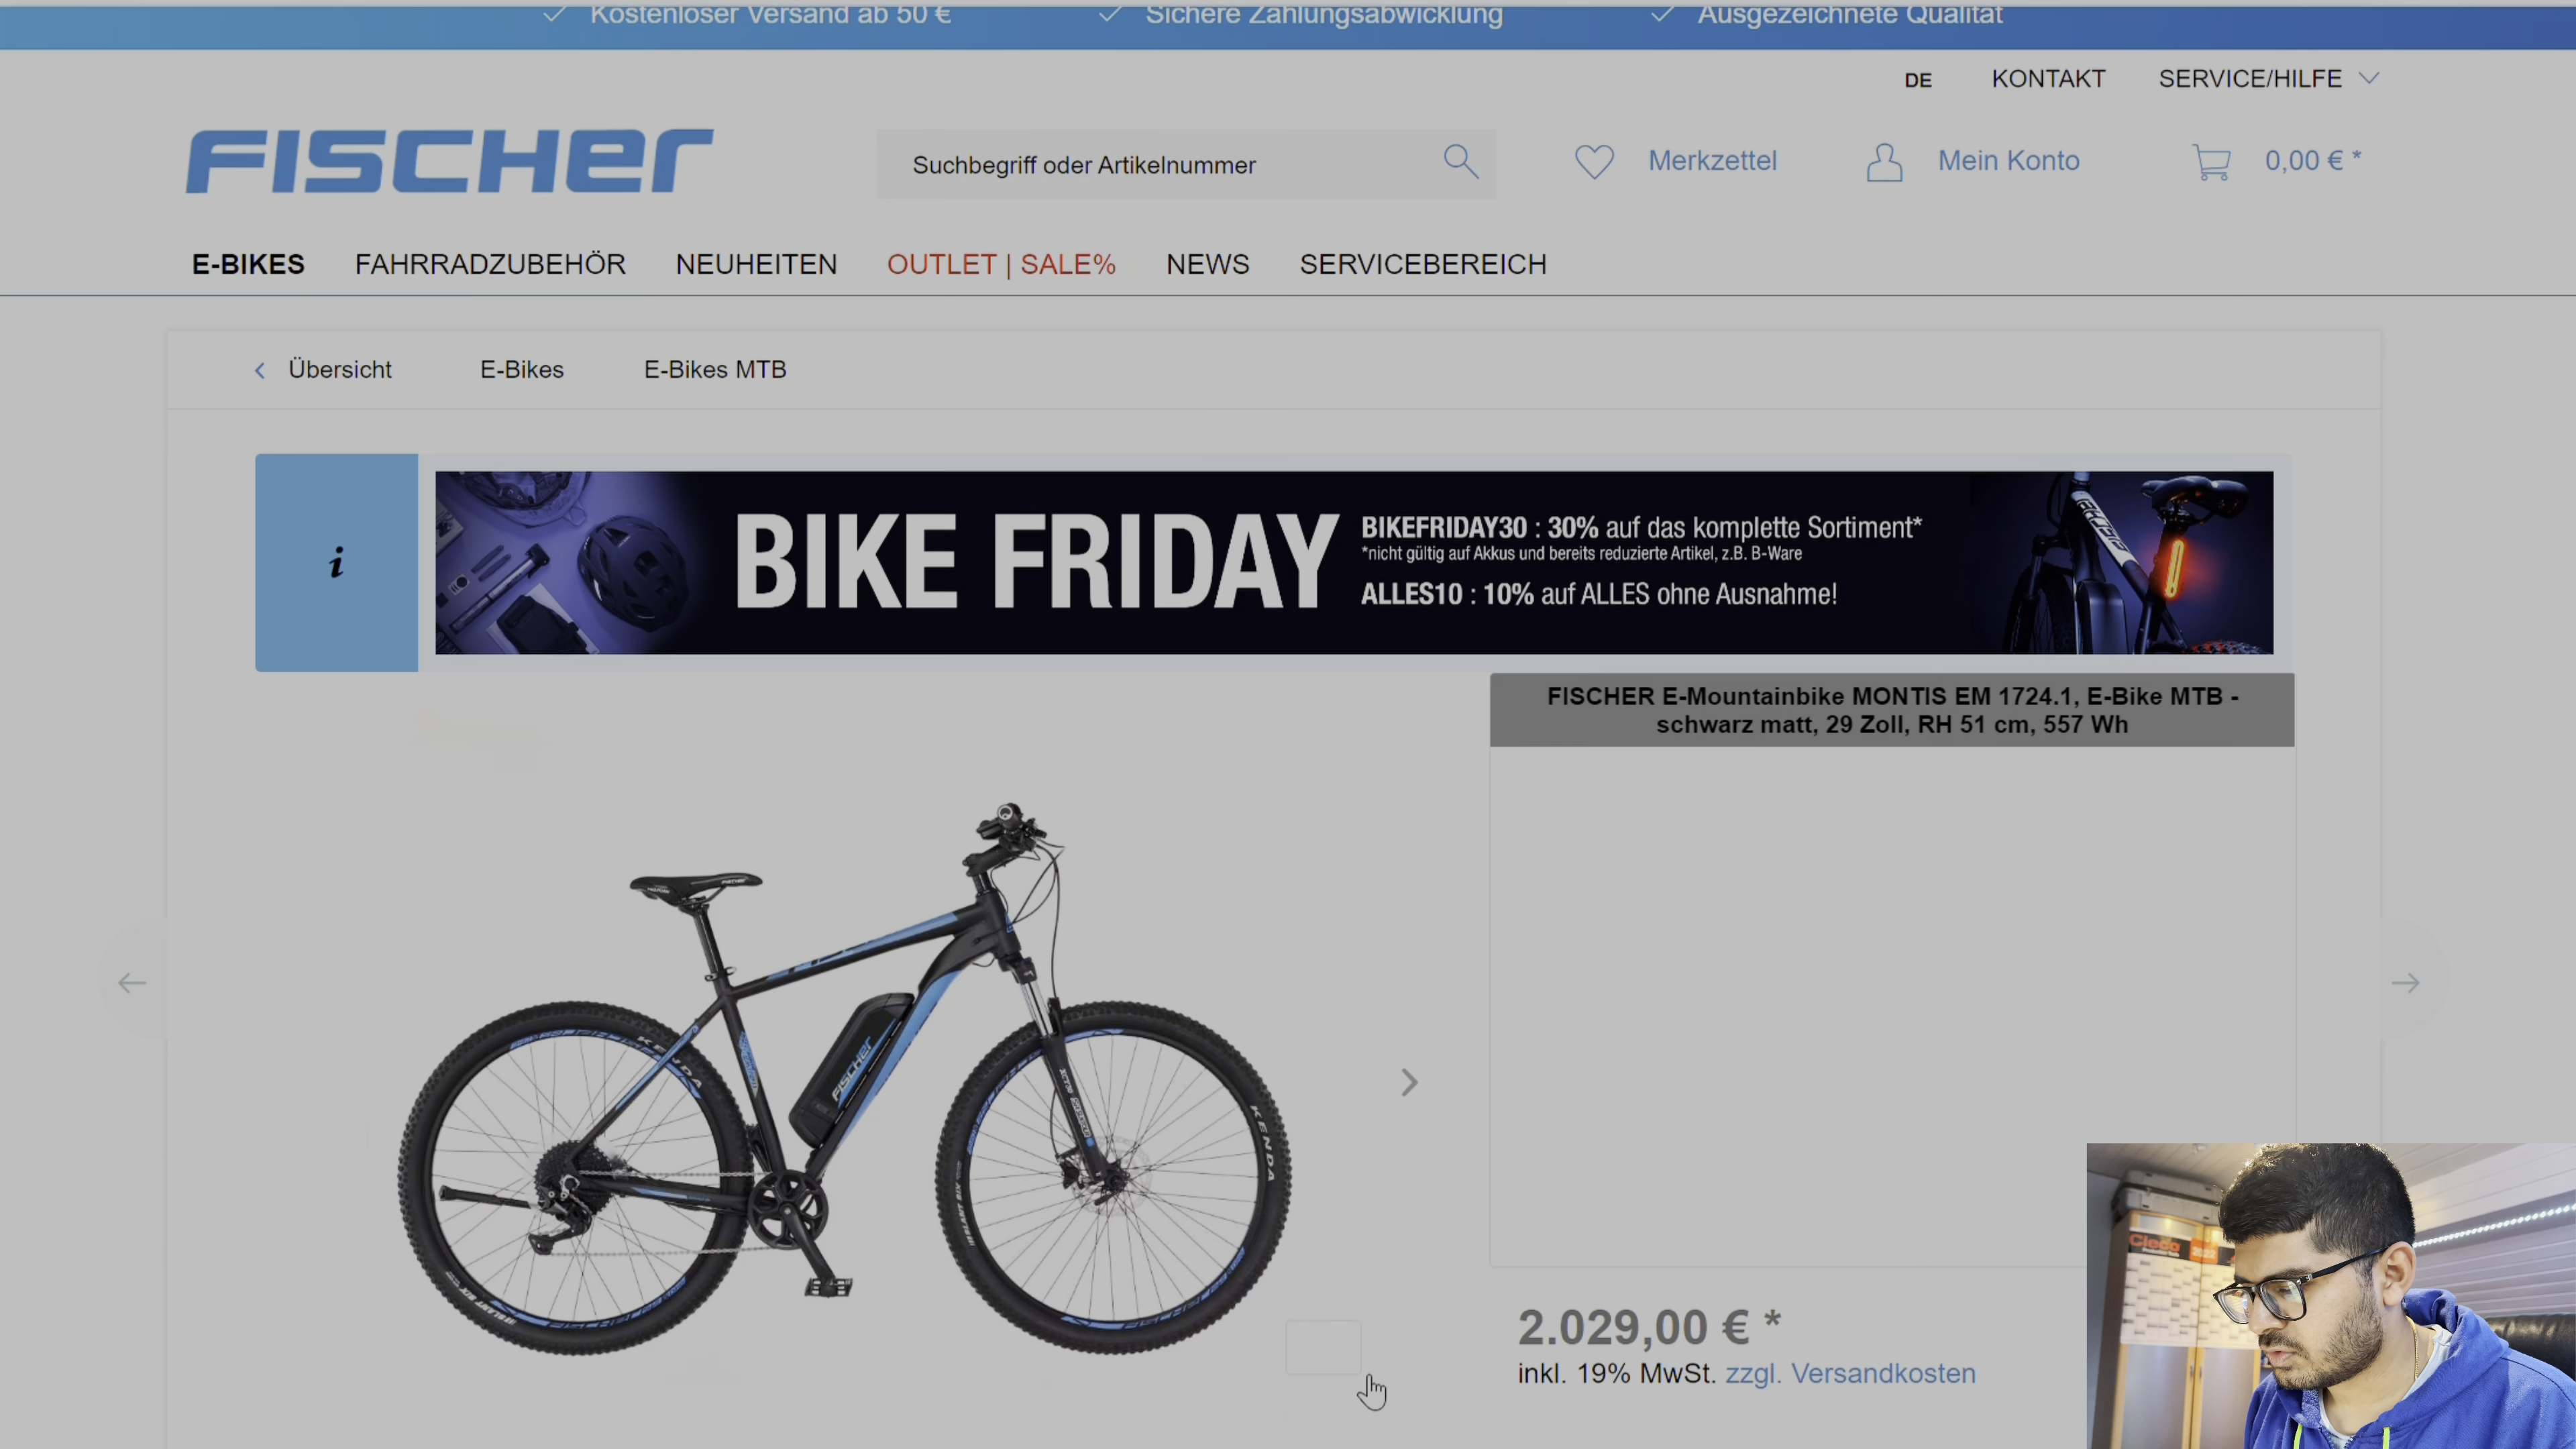 Kostenloser Versand ab 50 €
Sichere Zahlungsabwicklung
Ausgezeichnete Qualität
DE
KONTAKT
SERVICE/HILFE
FISCHER
Suchbegriff oder Artikelnummer
Merkzettel
Mein Konto
0,00 € *
E-BIKES
FAHRRADZUBEHÖR
NEUHEITEN
OUTLET | SALE%
NEWS
SERVICEBEREICH
Übersicht
E-Bikes
E-Bikes MTB
i
BIKE FRIDAY
BIKEFRIDAY30 : 30% auf das komplette Sortiment*
*nicht gültig auf Akkus und bereits reduzierte Artikel, z.B. B-Ware
ALLES10 : 10% auf ALLES ohne Ausnahme!
FISCHER E-Mountainbike MONTIS EM 1724.1, E-Bike MTB -
schwarz matt, 29 Zoll, RH 51 cm, 557 Wh
KENDA
FISCHER
KENDA
2.029,00 € *
inkl. 19% MwSt. zzgl. Versandkosten
Cleco